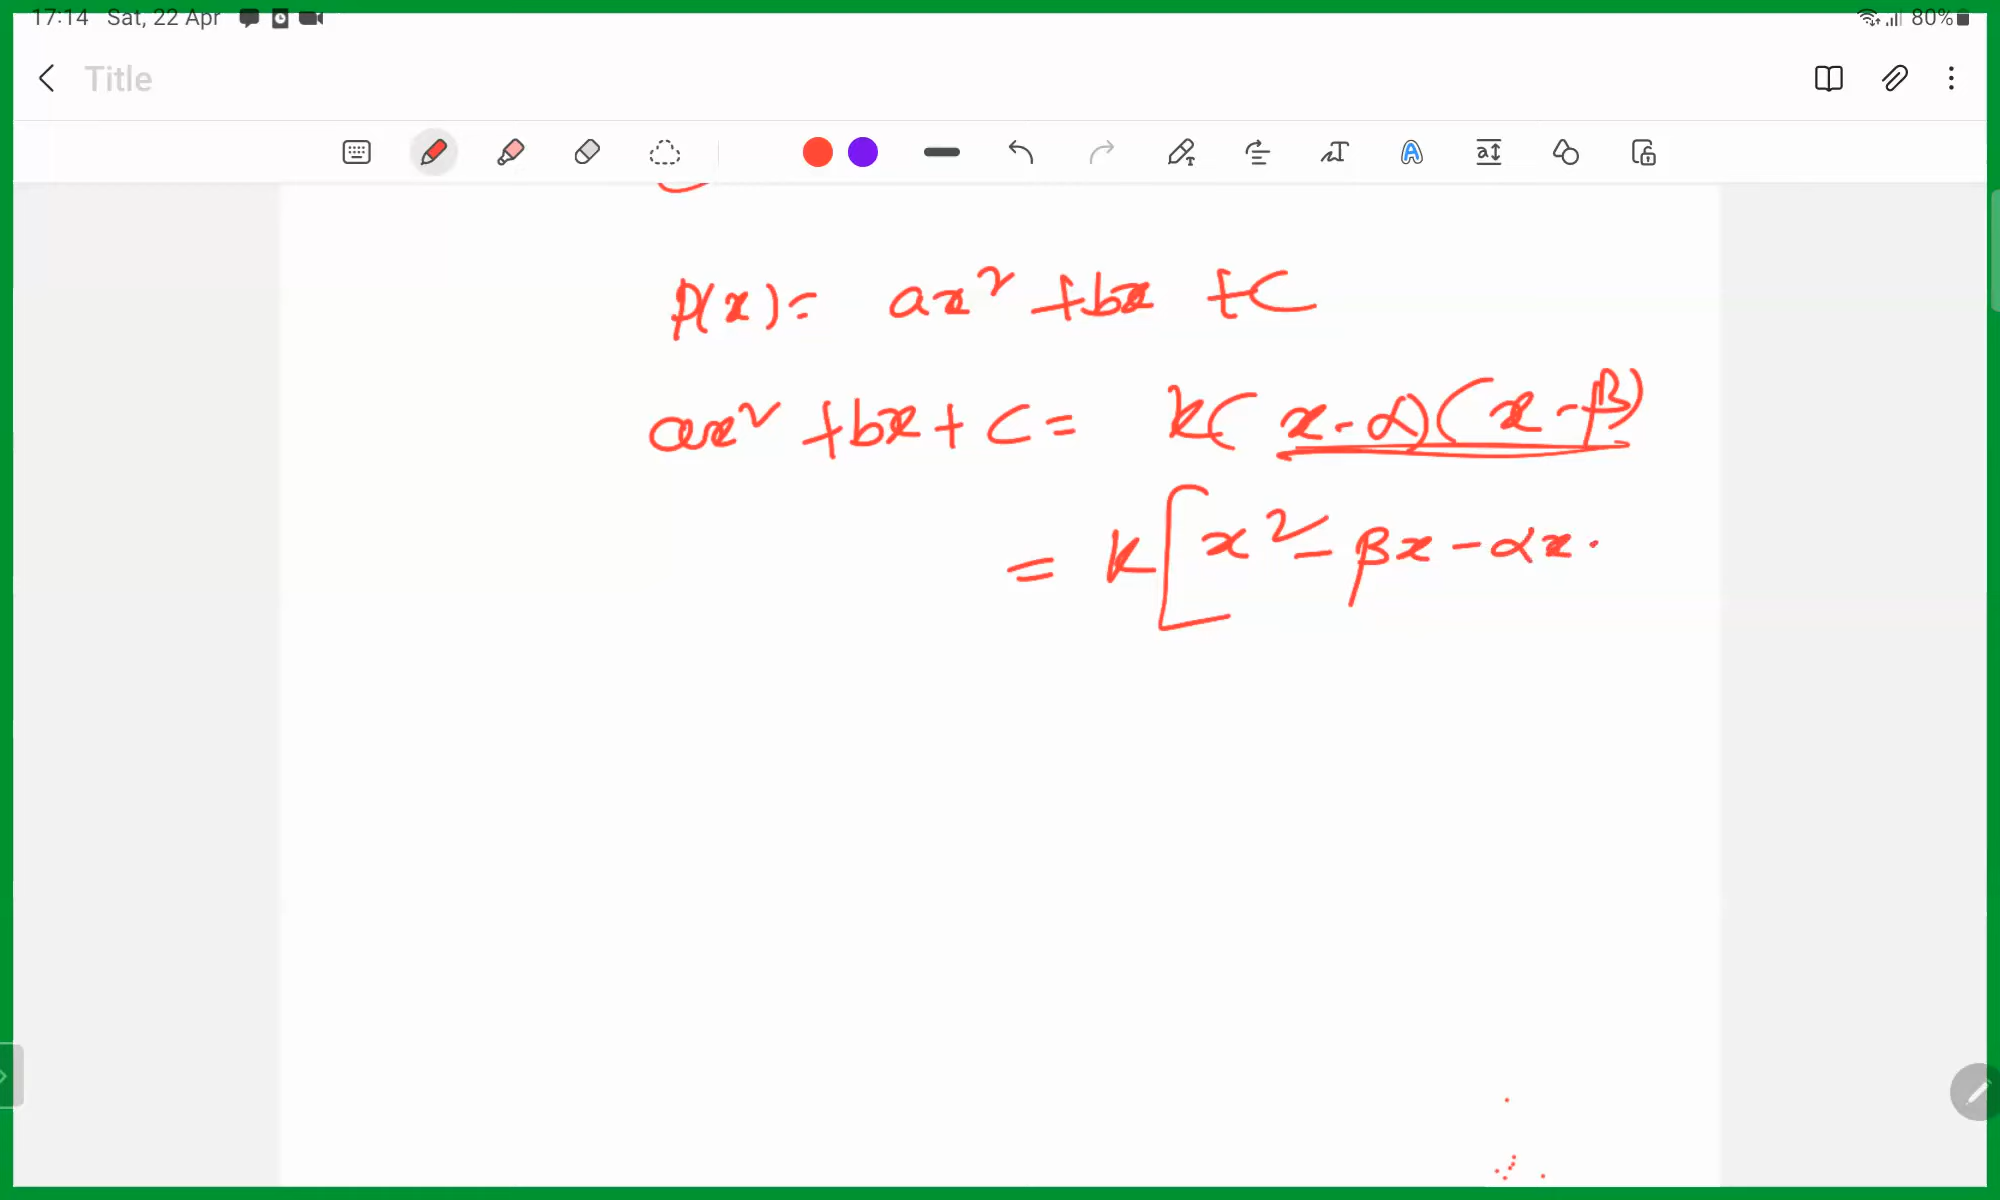 17:14 Sat, 22 Apr 80%
Title
P(x) = ax² + bx + c
ax² + bx + c = k(x-α)(x-β)
= k[x² - βx - αx